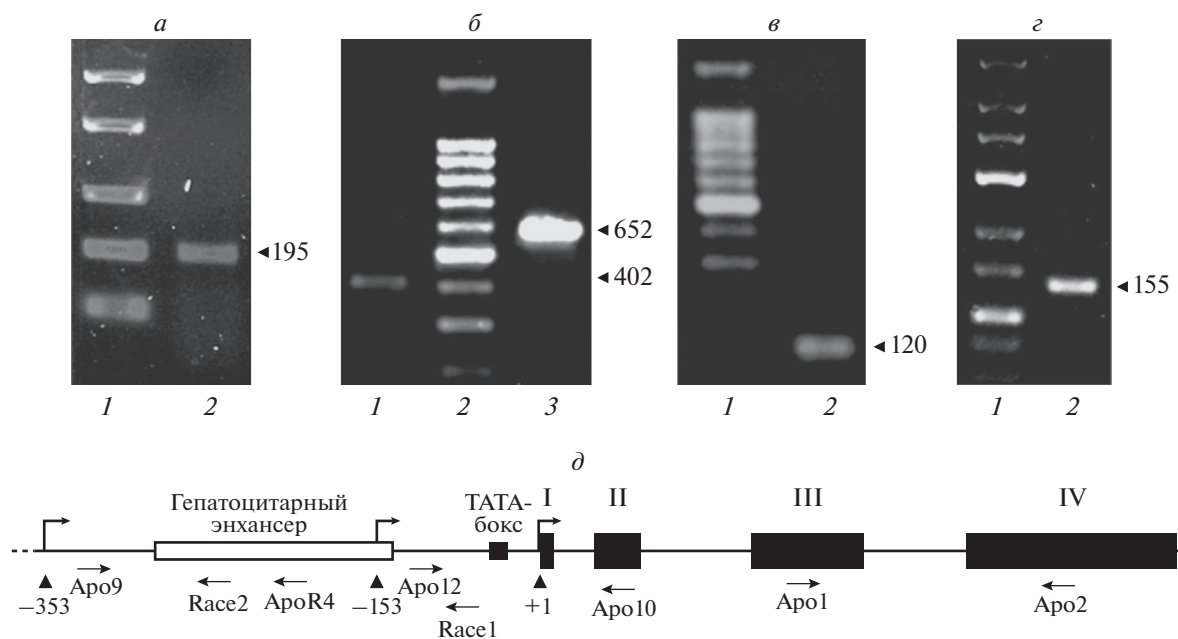 а
б
в
г
195
652
402
120
155
1 2
1 2 3
1 2
1 2
д
Гепатоцитарный
энхансер
ТАТА-
бокс
I
II
III
IV
Apo9
Race2
ApoR4
Apo12
Race1
Apo10
Apo1
Apo2
–353
–153
+1